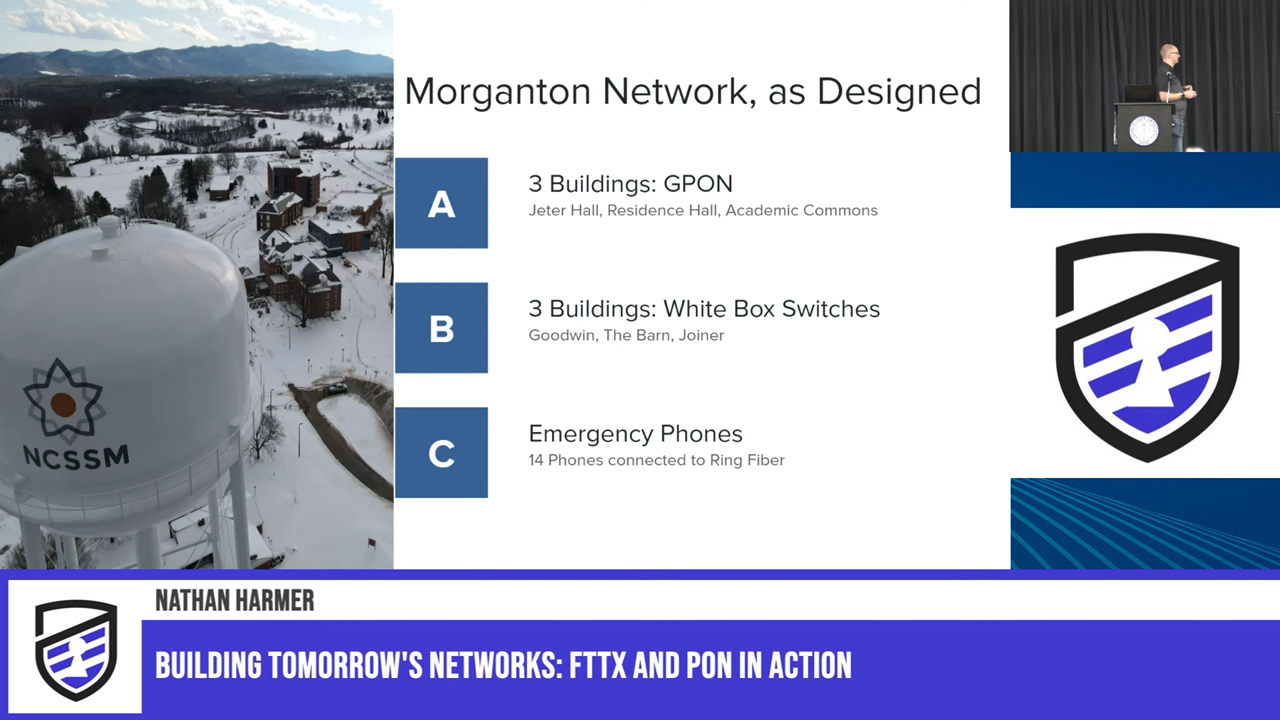 Morganton Network, as Designed
A
3 Buildings: GPON
Jeter Hall, Residence Hall, Academic Commons
B
3 Buildings: White Box Switches
Goodwin, The Barn, Joiner
C
Emergency Phones
14 Phones connected to Ring Fiber
NCSSM
NATHAN HARMER
BUILDING TOMORROW'S NETWORKS: FTTX AND PON IN ACTION